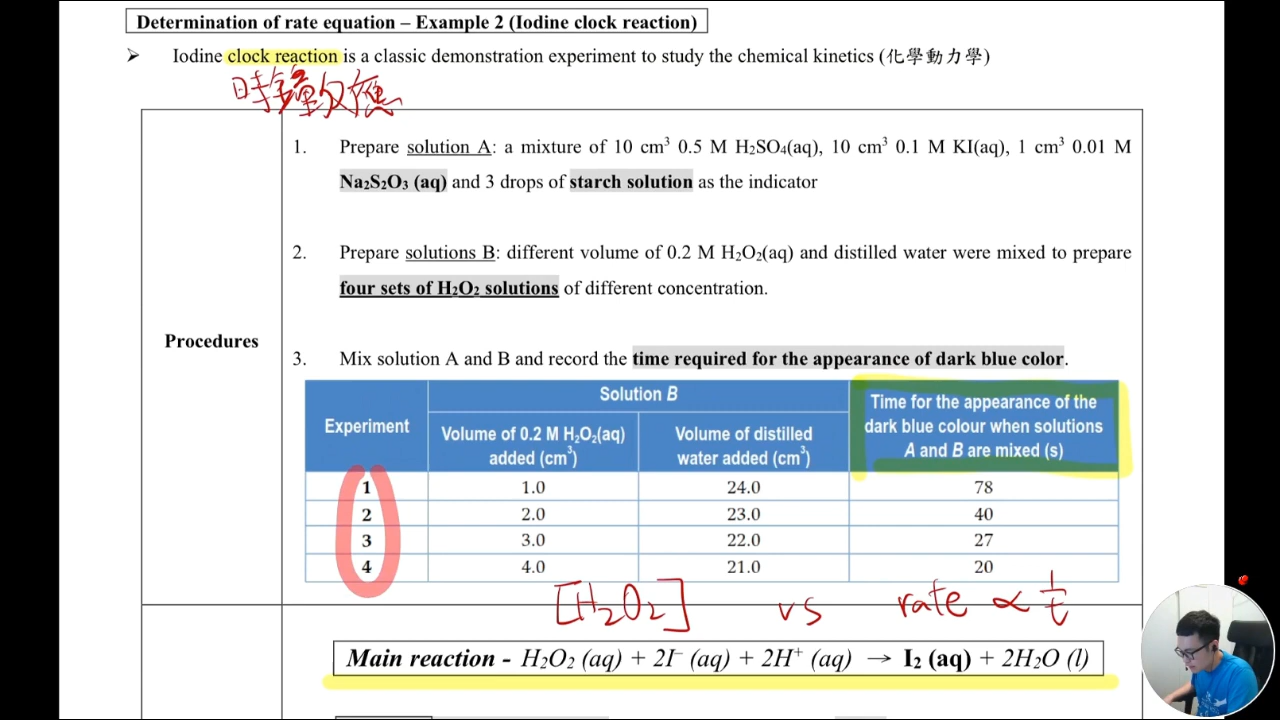 Determination of rate equation – Example 2 (Iodine clock reaction)
➢ Iodine clock reaction is a classic demonstration experiment to study the chemical kinetics (化學動力學)
時鐘反應
1. Prepare solution A: a mixture of 10 cm³ 0.5 M H₂SO₄(aq), 10 cm³ 0.1 M KI(aq), 1 cm³ 0.01 M
Na₂S₂O₃ (aq) and 3 drops of starch solution as the indicator
2. Prepare solutions B: different volume of 0.2 M H₂O₂(aq) and distilled water were mixed to prepare
four sets of H₂O₂ solutions of different concentration.
Procedures
3. Mix solution A and B and record the time required for the appearance of dark blue color.
Experiment
Solution B
Volume of 0.2 M H₂O₂(aq)
added (cm³)
Volume of distilled
water added (cm³)
Time for the appearance of the
dark blue colour when solutions
A and B are mixed (s)
1 1.0 24.0 78
2 2.0 23.0 40
3 3.0 22.0 27
4 4.0 21.0 20
[H₂O₂] vs rate ∝ 1/t
Main reaction - H₂O₂ (aq) + 2I⁻ (aq) + 2H⁺ (aq) → I₂ (aq) + 2H₂O (l)